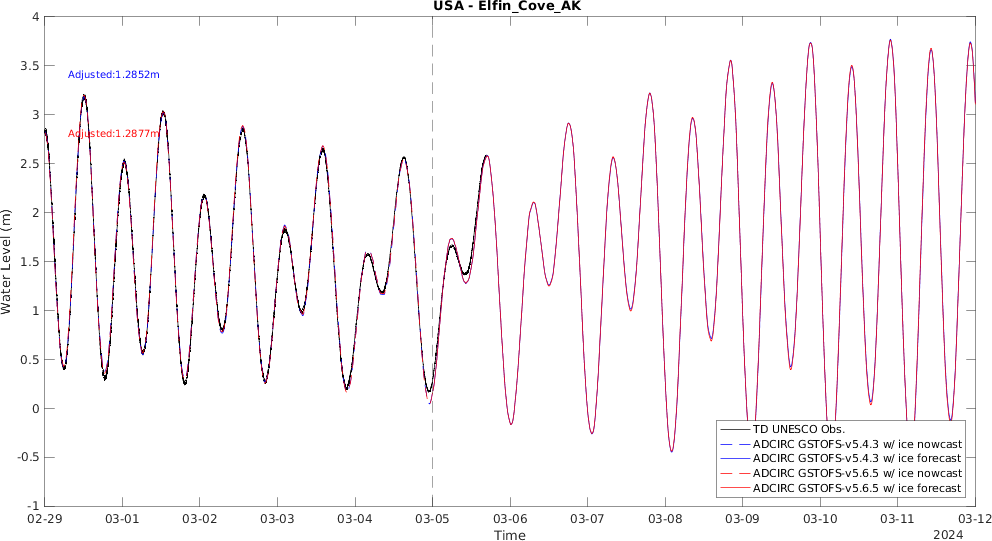 USA - Elfin_Cove_AK
4
3.5
3
2.5
2
1.5
1
0.5
0
-0.5
-1
Water Level (m)
Adjusted:1.2852m
Adjusted:1.2877m
TD UNESCO Obs.
ADCIRC GSTOFS-v5.4.3 w/ ice nowcast
ADCIRC GSTOFS-v5.4.3 w/ ice forecast
ADCIRC GSTOFS-v5.6.5 w/ ice nowcast
ADCIRC GSTOFS-v5.6.5 w/ ice forecast
02-29 03-01 03-02 03-03 03-04 03-05 03-06 03-07 03-08 03-09 03-10 03-11 03-12
Time
2024